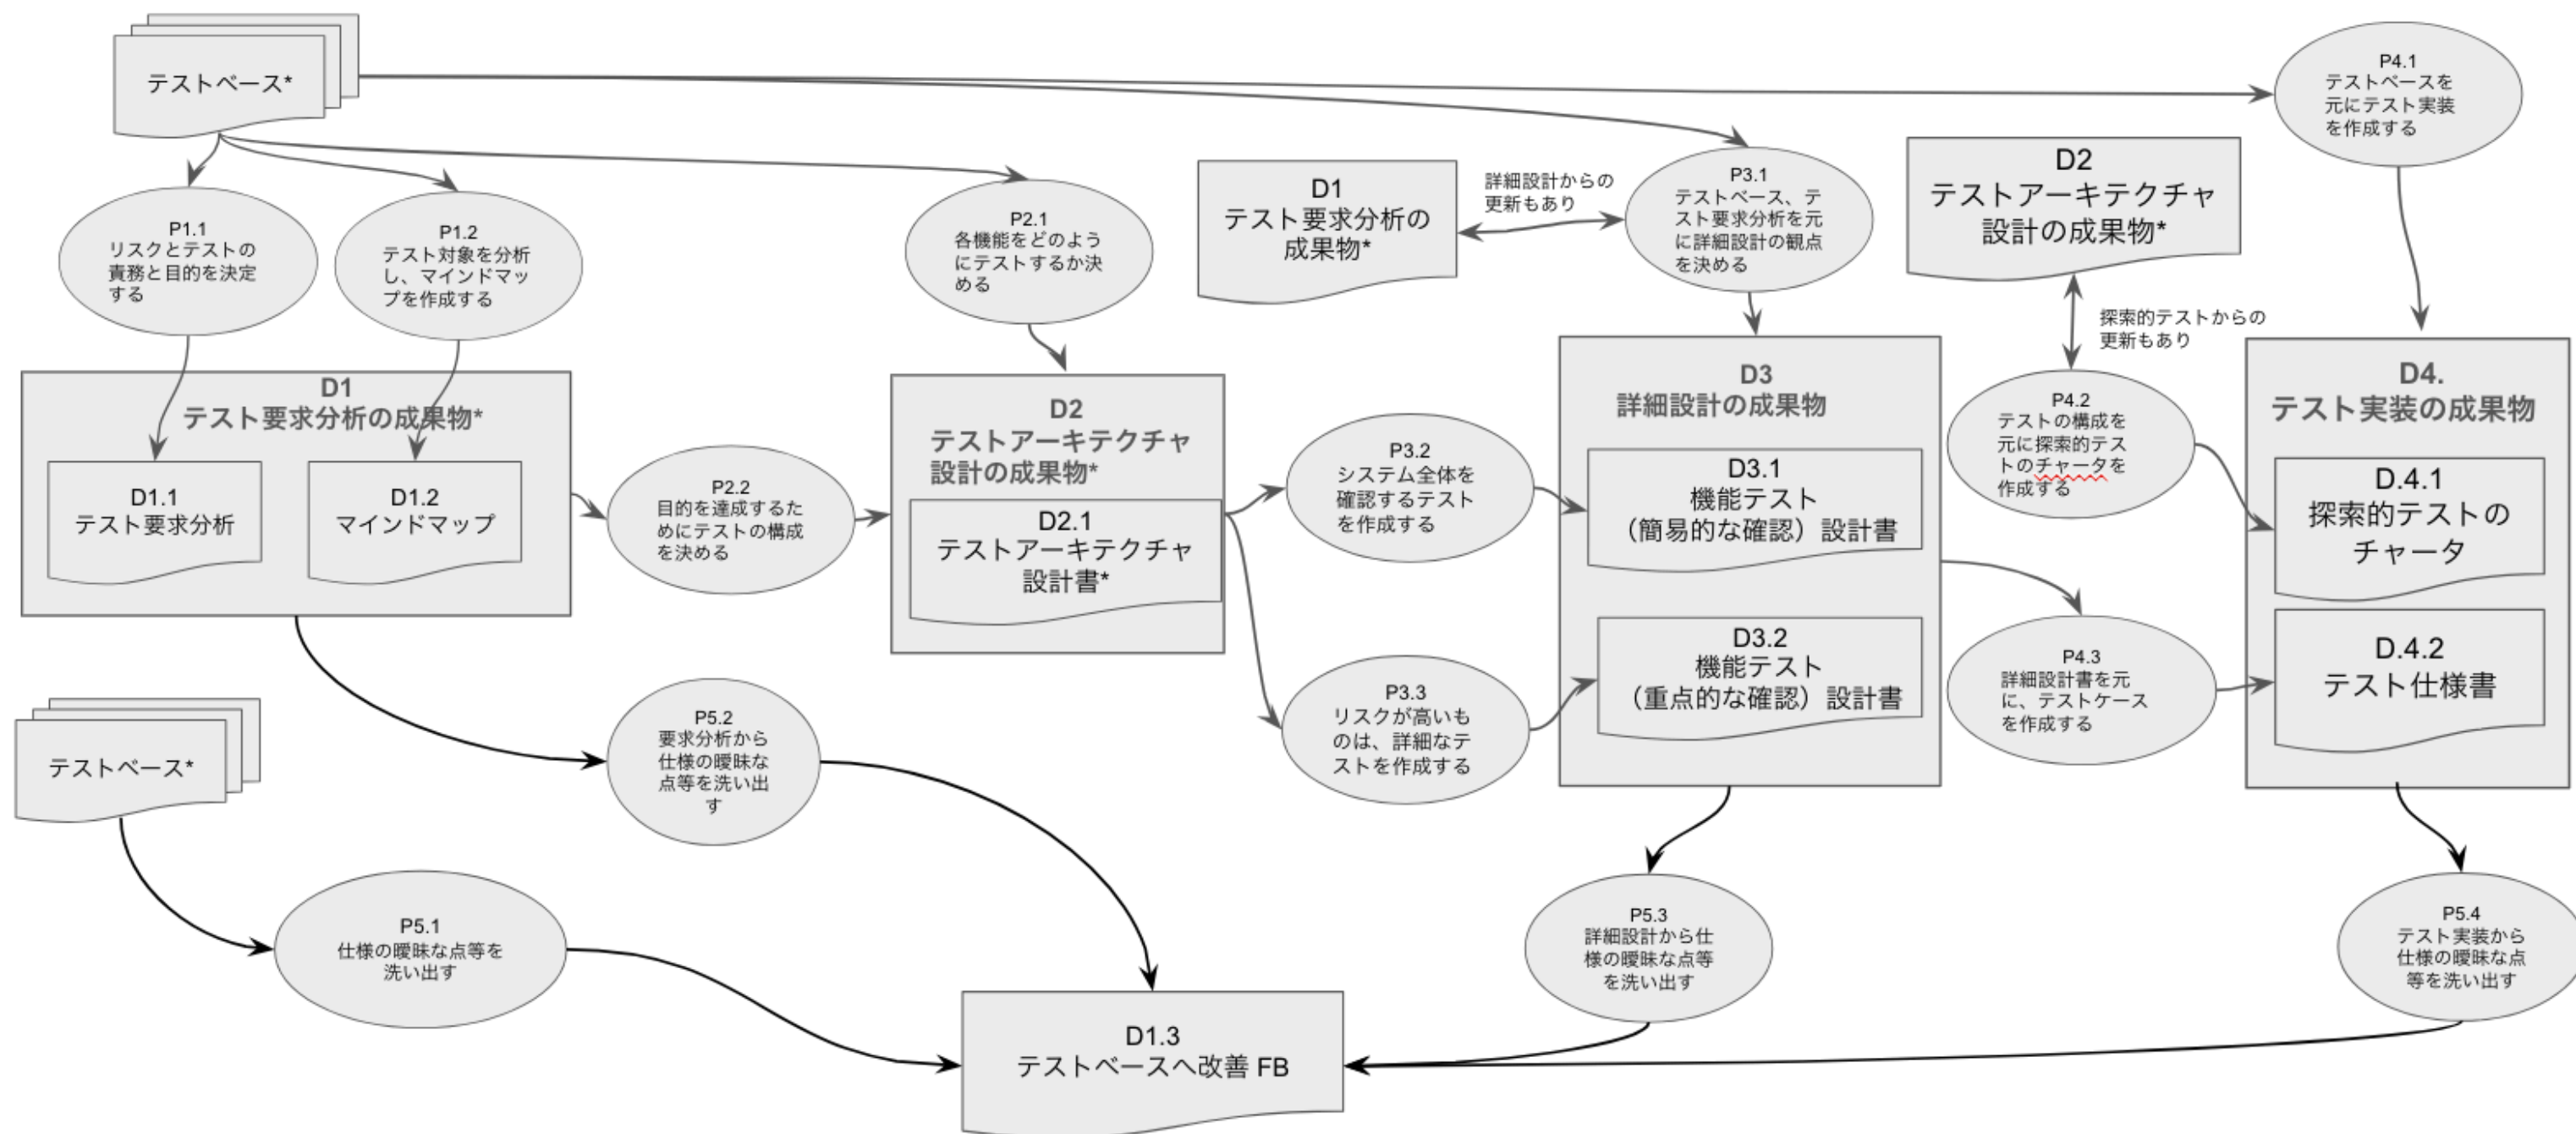 テストベース*
P1.1
リスクとテストの
責務と目的を決定
する
P1.2
テスト対象を分析
し、マインドマッ
プを作成する
P2.1
各機能をどのよう
にテストするか決
める
D1
テスト要求分析の
成果物*
詳細設計からの
更新もあり
P3.1
テストベース、テ
スト要求分析を元
に詳細設計の観点
を決める
D2
テストアーキテクチャ
設計の成果物*
P4.1
テストベースを
元にテスト実装
を作成する
探索的テストからの
更新もあり
D1
テスト要求分析の成果物*
D1.1
テスト要求分析
D1.2
マインドマップ
P2.2
目的を達成するた
めにテストの構成
を決める
D2
テストアーキテクチャ
設計の成果物*
D2.1
テストアーキテクチャ
設計書*
P3.2
システム全体を
確認するテスト
を作成する
P3.3
リスクが高いも
のは、詳細なテ
ストを作成する
D3
詳細設計の成果物
D3.1
機能テスト
（簡易的な確認）設計書
D3.2
機能テスト
（重点的な確認）設計書
P4.2
テストの構成を
元に探索的テス
トのチャータを
作成する
P4.3
詳細設計書を元
に、テストケース
を作成する
D4.
テスト実装の成果物
D.4.1
探索的テストの
チャータ
D.4.2
テスト仕様書
テストベース*
P5.1
仕様の曖昧な点等を
洗い出す
P5.2
要求分析から
仕様の曖昧な
点等を洗い出
す
P5.3
詳細設計から仕
様の曖昧な点等
を洗い出す
P5.4
テスト実装から
仕様の曖昧な点
等を洗い出す
D1.3
テストベースへ改善 FB